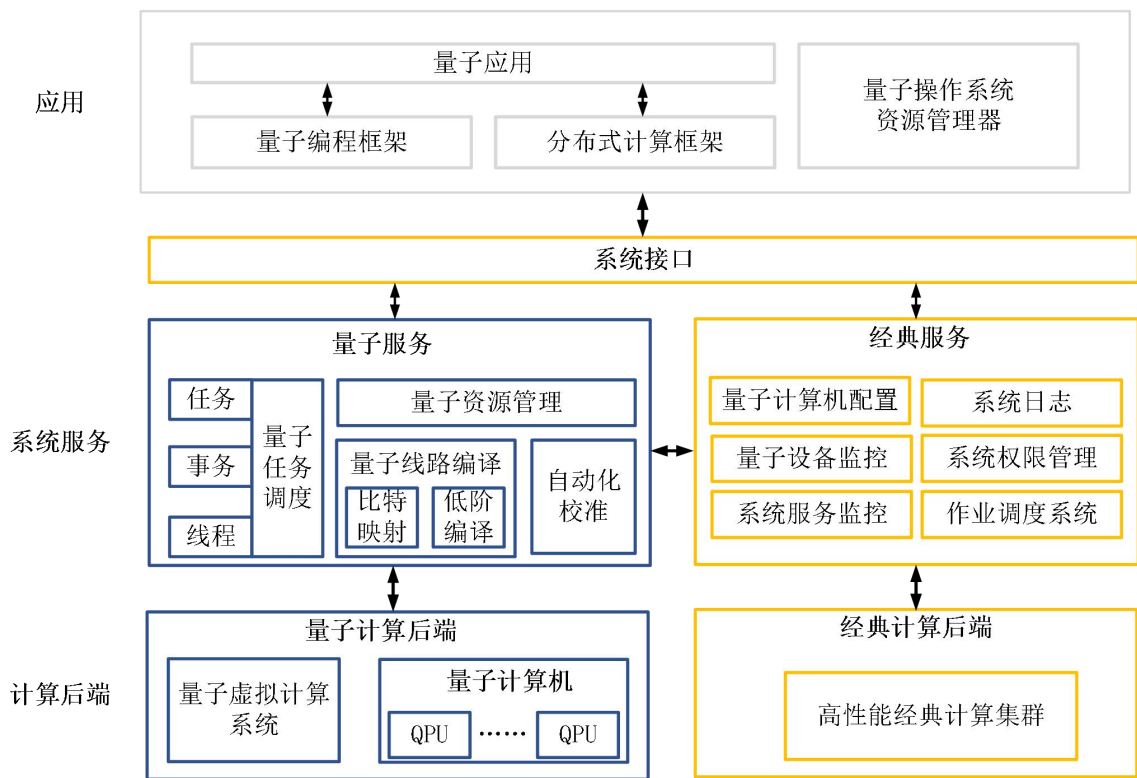 应用
量子应用
量子编程框架
分布式计算框架
量子操作系统
资源管理器
系统接口
系统服务
量子服务
任务
事务
线程
量子
任务
调度
量子资源管理
量子线路编译
比特
映射
低阶
编译
自动化
校准
经典服务
量子计算机配置
系统日志
量子设备监控
系统权限管理
系统服务监控
作业调度系统
计算后端
量子计算后端
量子虚拟计算
系统
量子计算机
QPU
……
QPU
经典计算后端
高性能经典计算集群